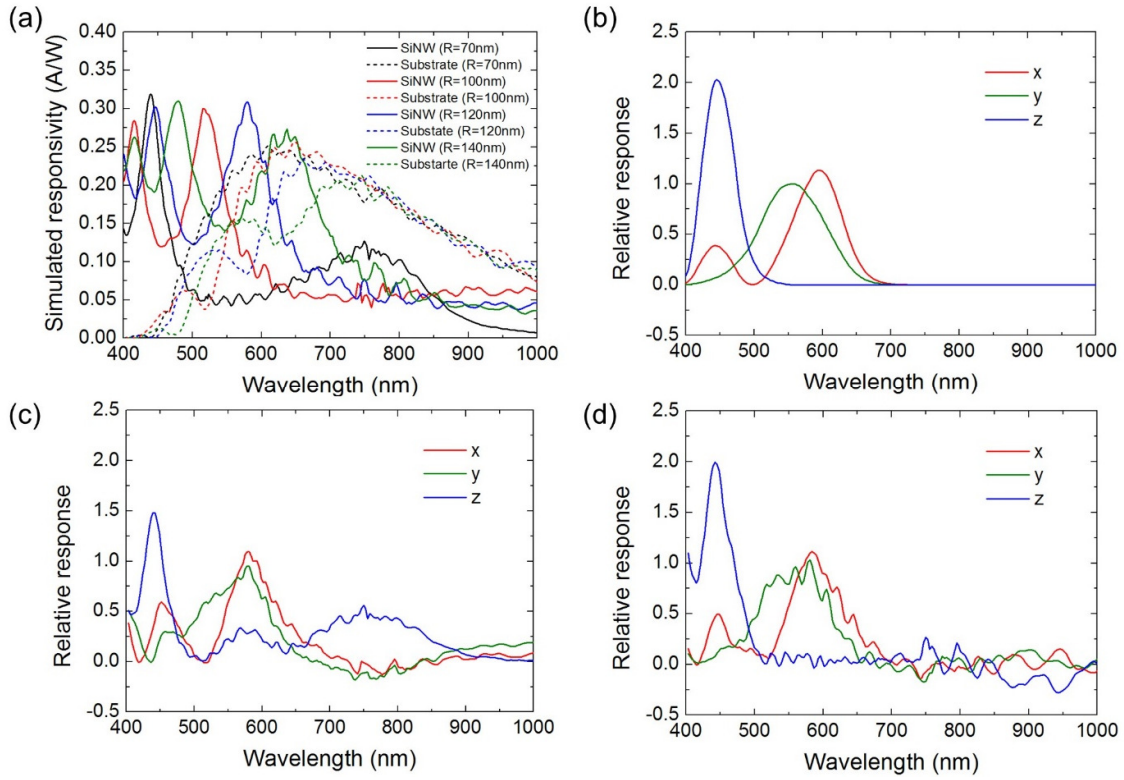 (a)
0.40
0.35
0.30
0.25
0.20
0.15
0.10
0.05
0.00
Simulated responsivity (A/W)
SiNW (R=70nm)
Substrate (R=70nm)
SiNW (R=100nm)
Substrate (R=100nm)
SiNW (R=120nm)
Substate (R=120nm)
SiNW (R=140nm)
Substarte (R=140nm)
400 500 600 700 800 900 1000
Wavelength (nm)
(b)
2.5
2.0
1.5
1.0
0.5
0.0
-0.5
Relative response
x
y
z
400 500 600 700 800 900 1000
Wavelength (nm)
(c)
2.5
2.0
1.5
1.0
0.5
0.0
-0.5
Relative response
x
y
z
400 500 600 700 800 900 1000
Wavelength (nm)
(d)
2.5
2.0
1.5
1.0
0.5
0.0
-0.5
Relative response
x
y
z
400 500 600 700 800 900 1000
Wavelength (nm)